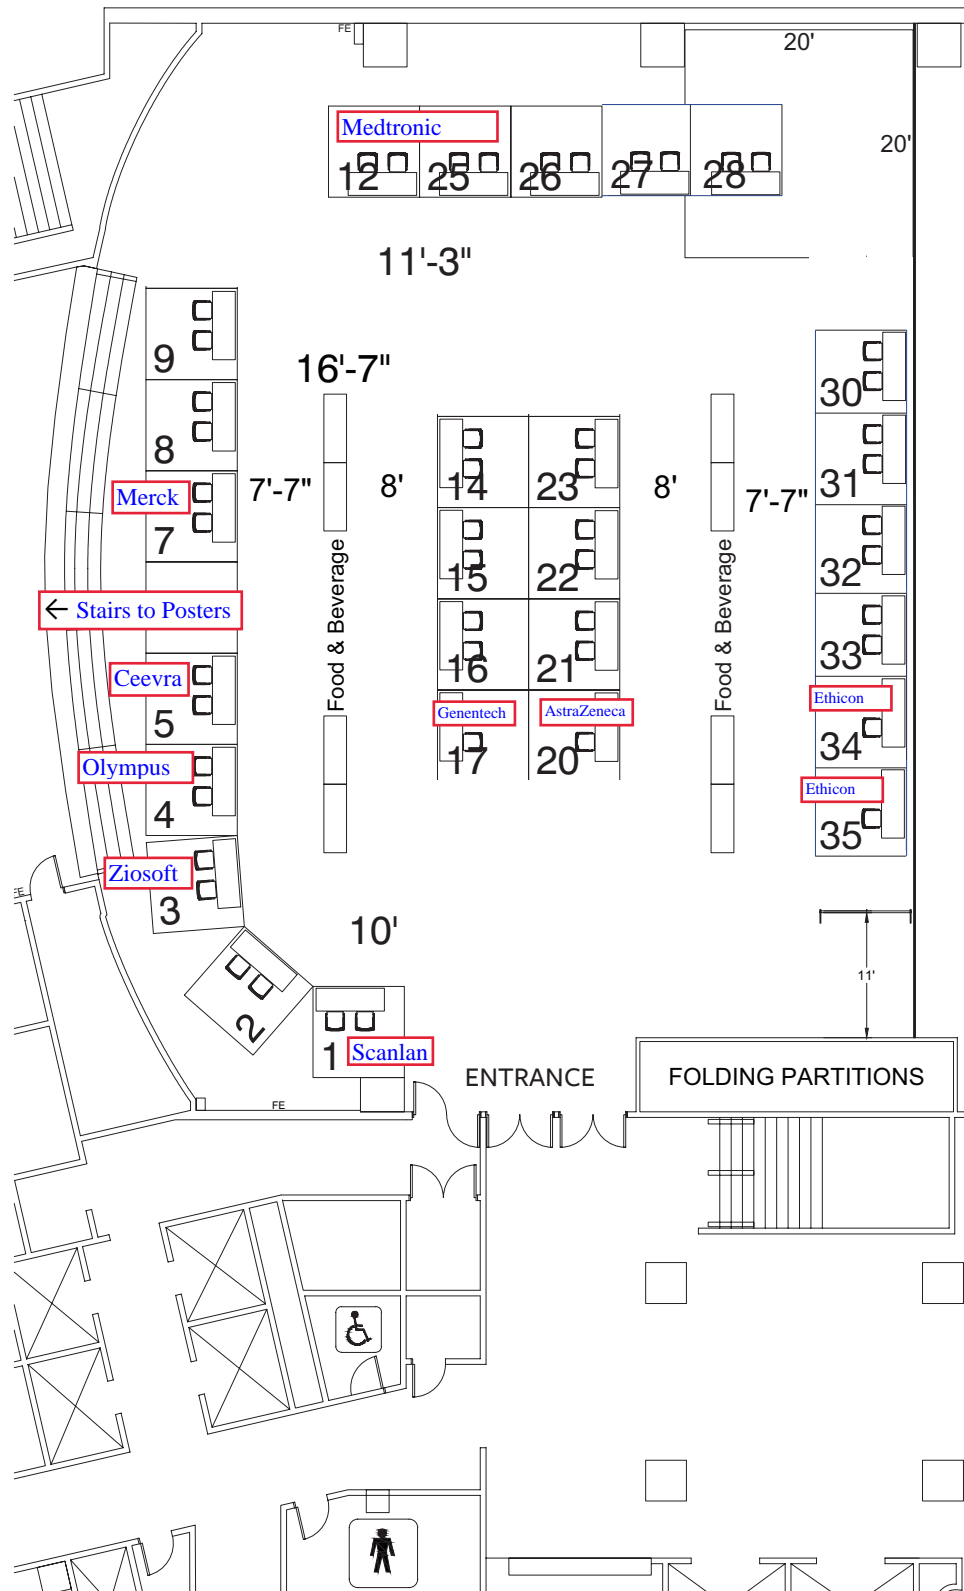 FE
20'
Medtronic
20'
12 25 26 27 28
11'-3"
9
16'-7"
30
8
Merck
7'-7"
8'
14 23
8'
7'-7"
31
7
15 22
32
Food & Beverage
Food & Beverage
← Stairs to Posters
16 21
33
Ceevra
Ethicon
5
Genentech
AstraZeneca
17 20
34
Olympus
Ethicon
4
35
Ziosoft
FE
3
10'
11'
2
1
Scanlan
ENTRANCE
FOLDING PARTITIONS
FE